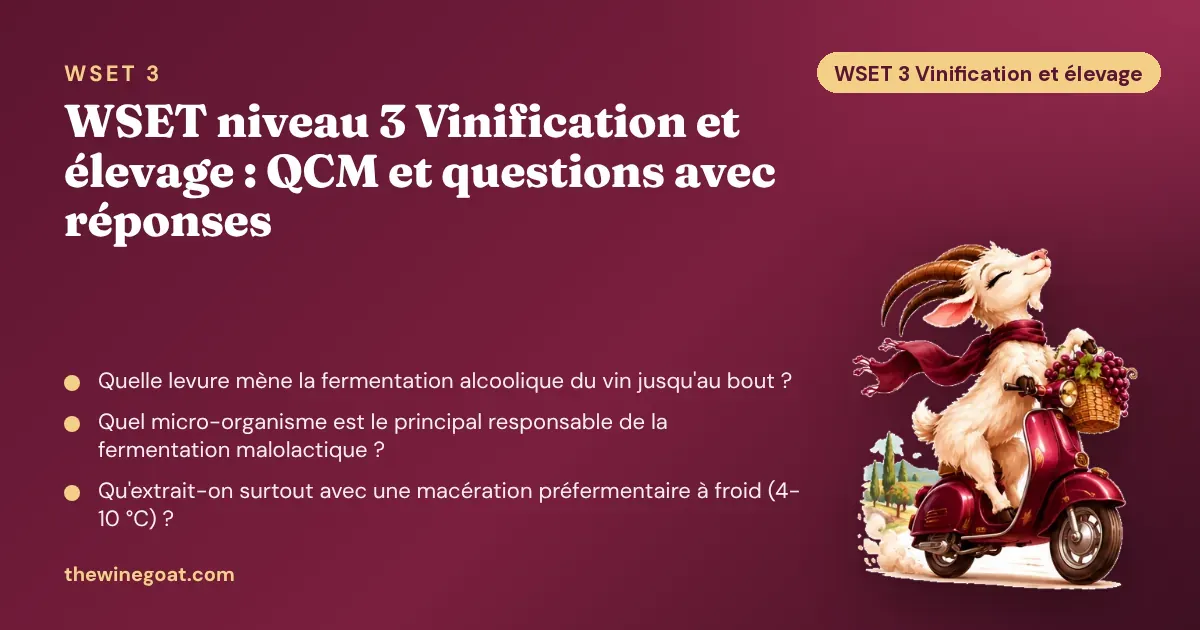 WSET 3
WSET 3 Vinification et élevage
WSET niveau 3 Vinification et
élevage : QCM et questions avec
réponses
Quelle levure mène la fermentation alcoolique du vin jusqu'au bout ?
Quel micro-organisme est le principal responsable de la
fermentation malolactique ?
Qu'extrait-on surtout avec une macération préfermentaire à froid (4-
10 °C) ?
thewinegoat.com